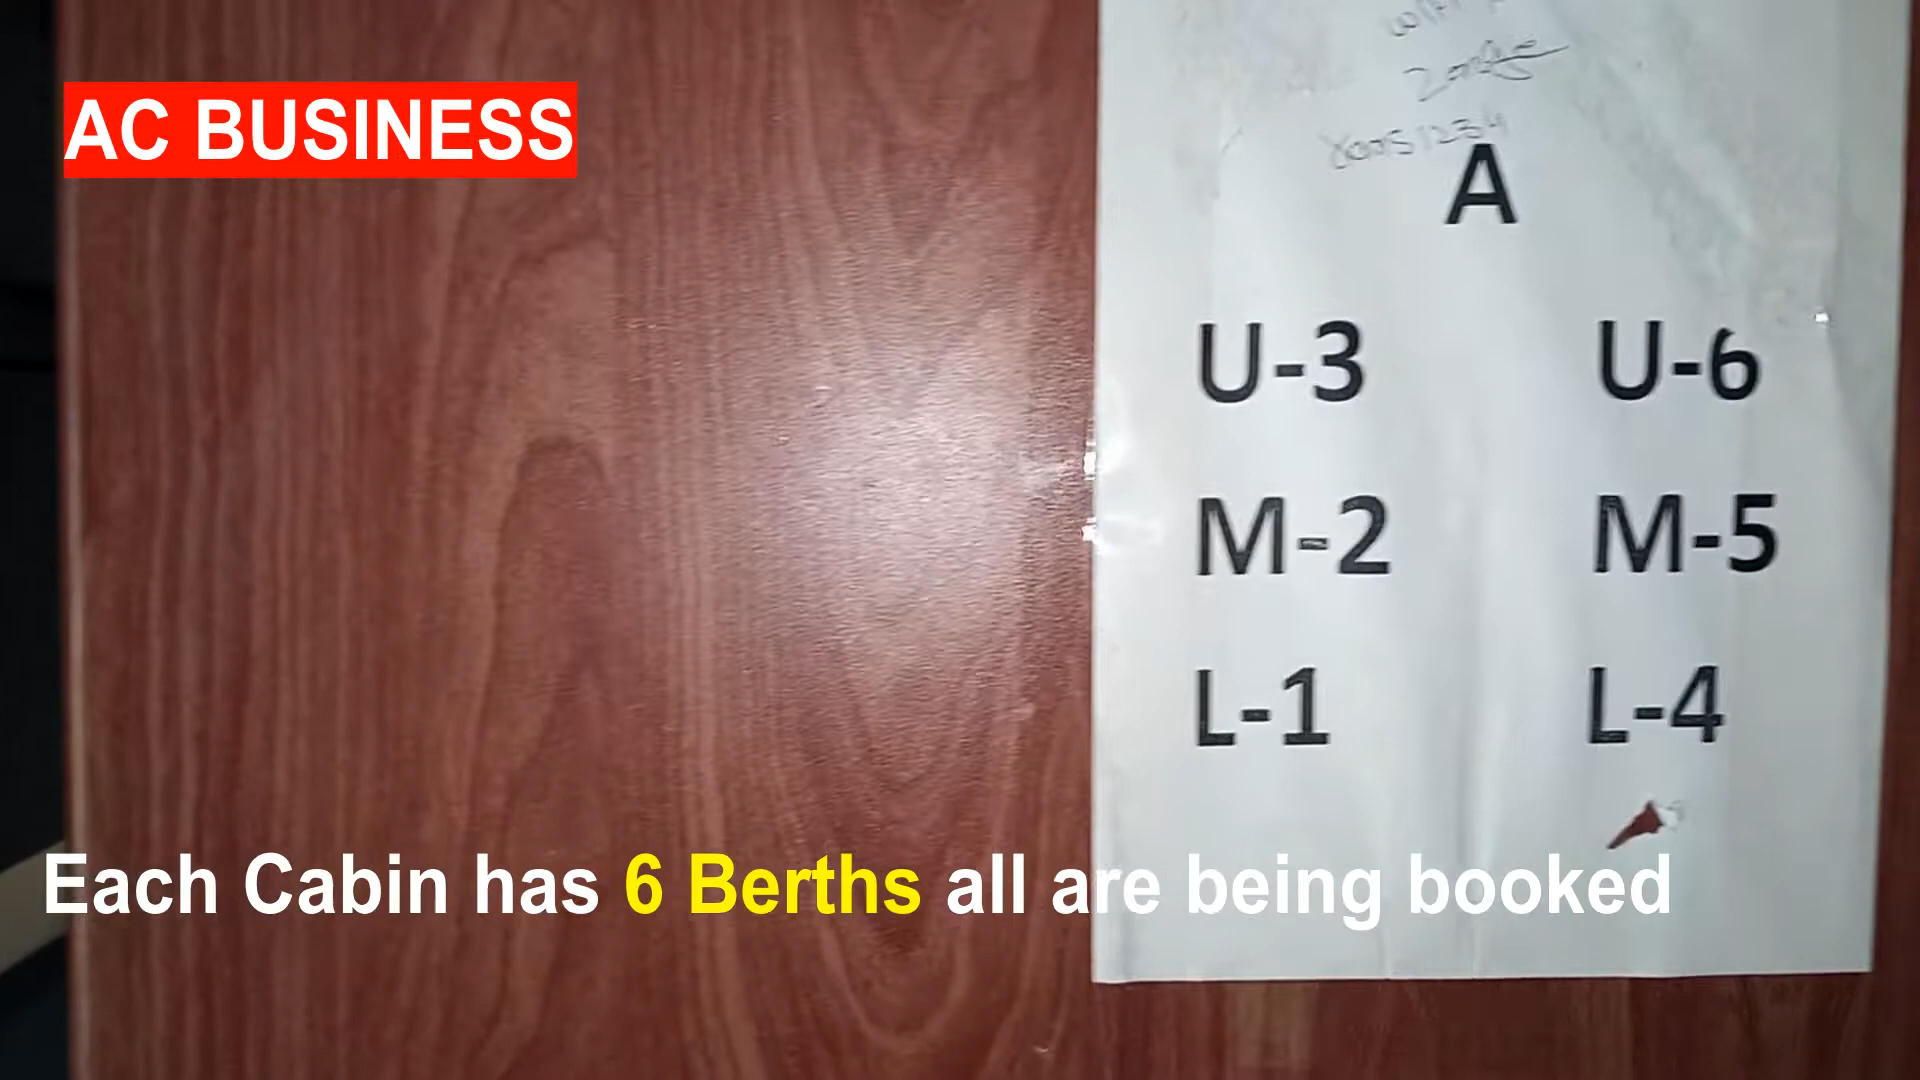 AC BUSINESS
A
U-3 U-6
M-2 M-5
L-1 L-4
Each Cabin has 6 Berths all are being booked